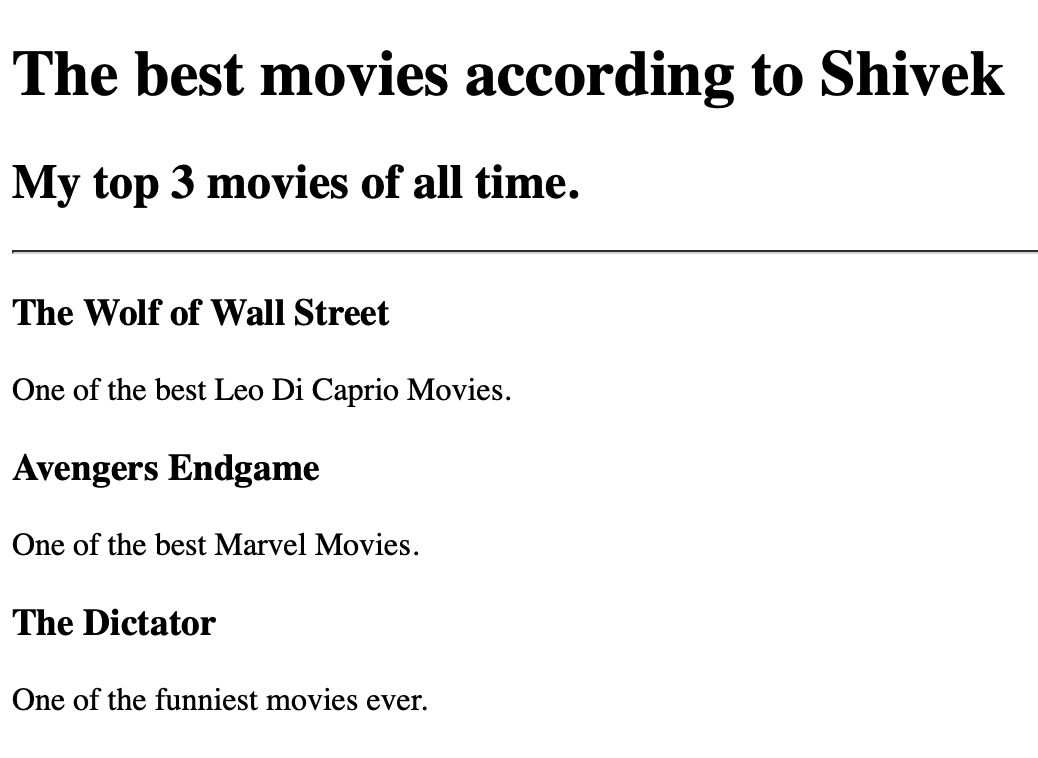 The best movies according to Shivek
My top 3 movies of all time.
The Wolf of Wall Street
One of the best Leo Di Caprio Movies.
Avengers Endgame
One of the best Marvel Movies.
The Dictator
One of the funniest movies ever.